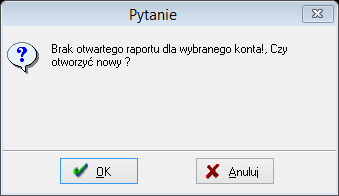 Pytanie
Brak otwartego raportu dla wybranego konta!, Czy
otworzyć nowy ?
OK
Anuluj